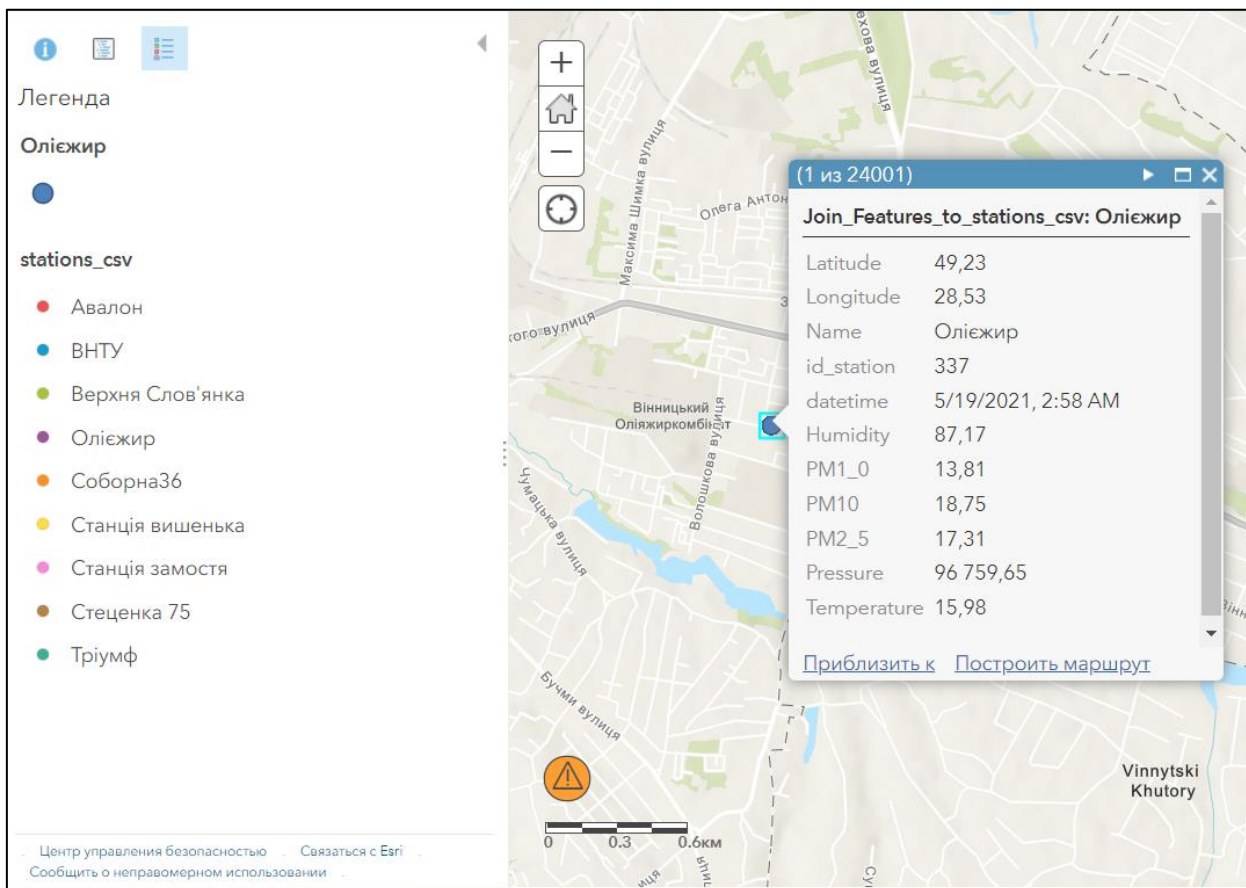 Легенда
Олієжир
stations_csv
Авалон
ВНТУ
Верхня Слов'янка
Олієжир
Соборна36
Станція вишенька
Станція замостя
Стеценка 75
Тріумф
Центр управления безопасностью . Связаться с Esri .
Сообщить о неправомерном использовании .
+
−
ехова вулиця
Максима Шимка вулиця
Олега Антон
кого вулиця
Вінницький
Оліяжиркомбінат
Волошкова вулиця
Чумацька вулиця
Бучми вулиця
Vinnytski
Khutory
0 0.3 0.6км
(1 из 24001)
Join_Features_to_stations_csv: Олієжир
Latitude 49,23
Longitude 28,53
Name Олієжир
id_station 337
datetime 5/19/2021, 2:58 AM
Humidity 87,17
PM1_0 13,81
PM10 18,75
PM2_5 17,31
Pressure 96 759,65
Temperature 15,98
Приблизить к Построить маршрут